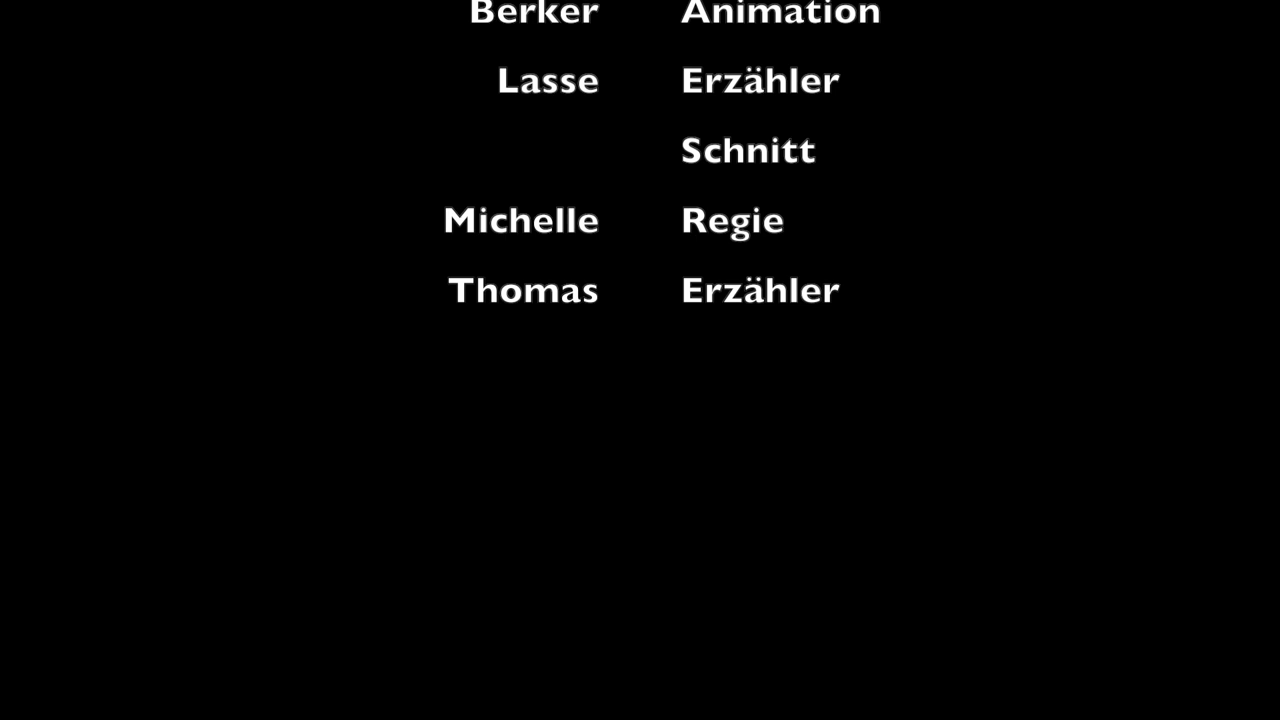 Berker Animation
Lasse Erzähler
Schnitt
Michelle Regie
Thomas Erzähler